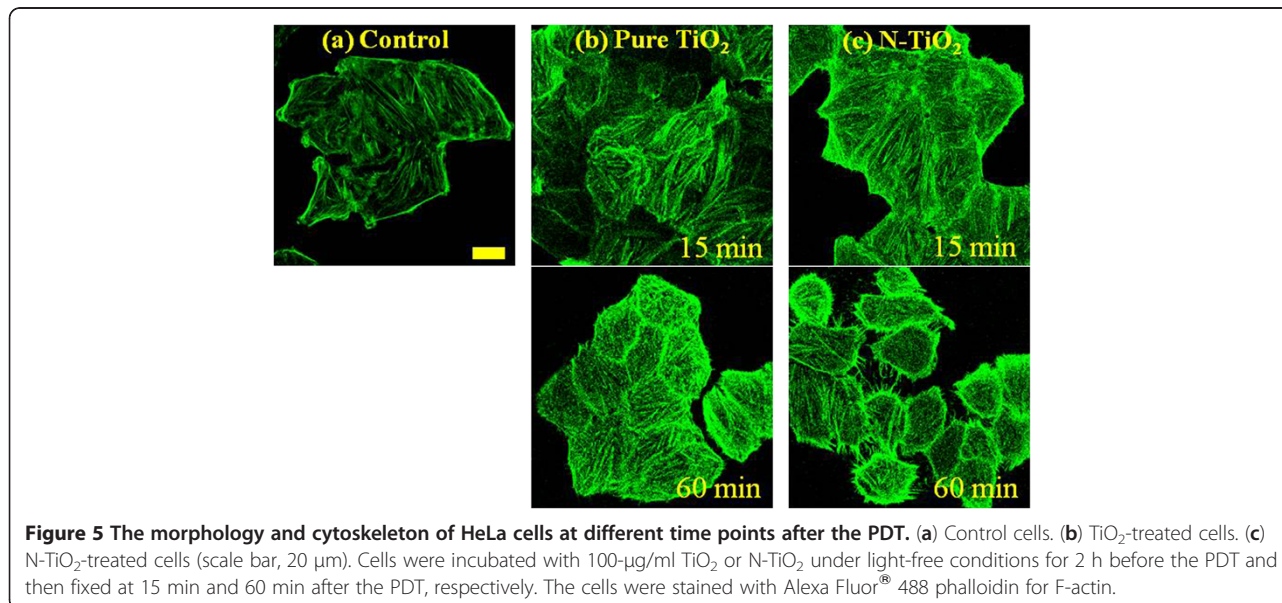 (a) Control
(b) Pure TiO₂
(c) N-TiO₂
15 min
15 min
60 min
60 min
Figure 5 The morphology and cytoskeleton of HeLa cells at different time points after the PDT. (a) Control cells. (b) TiO₂-treated cells. (c)
N-TiO₂-treated cells (scale bar, 20 μm). Cells were incubated with 100-μg/ml TiO₂ or N-TiO₂ under light-free conditions for 2 h before the PDT and
then fixed at 15 min and 60 min after the PDT, respectively. The cells were stained with Alexa Fluor® 488 phalloidin for F-actin.